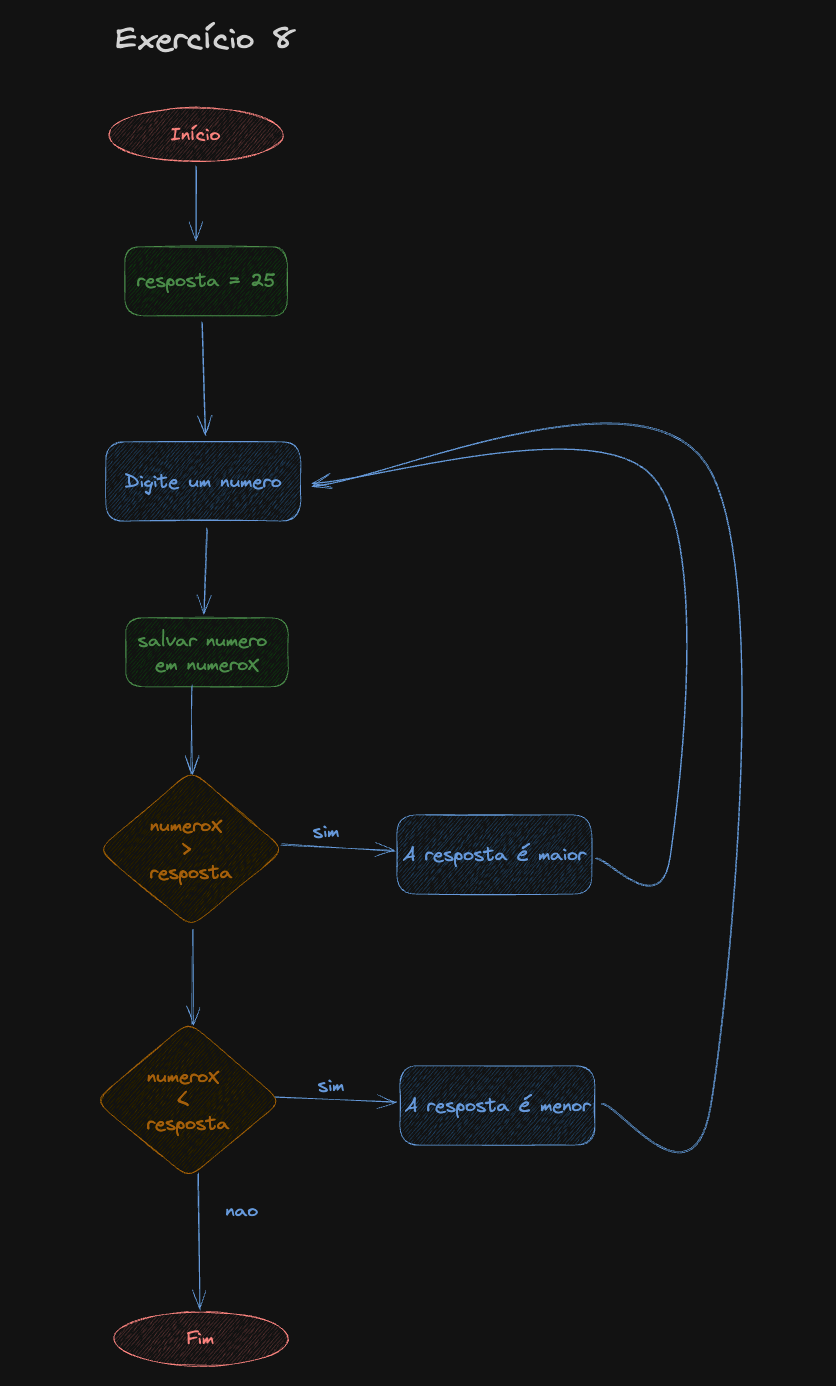 Exercício 8
Início
resposta = 25
Digite um numero
salvar numero
em numeroX
numeroX
>
resposta
sim
A resposta é maior
numeroX
<
resposta
sim
A resposta é menor
nao
Fim